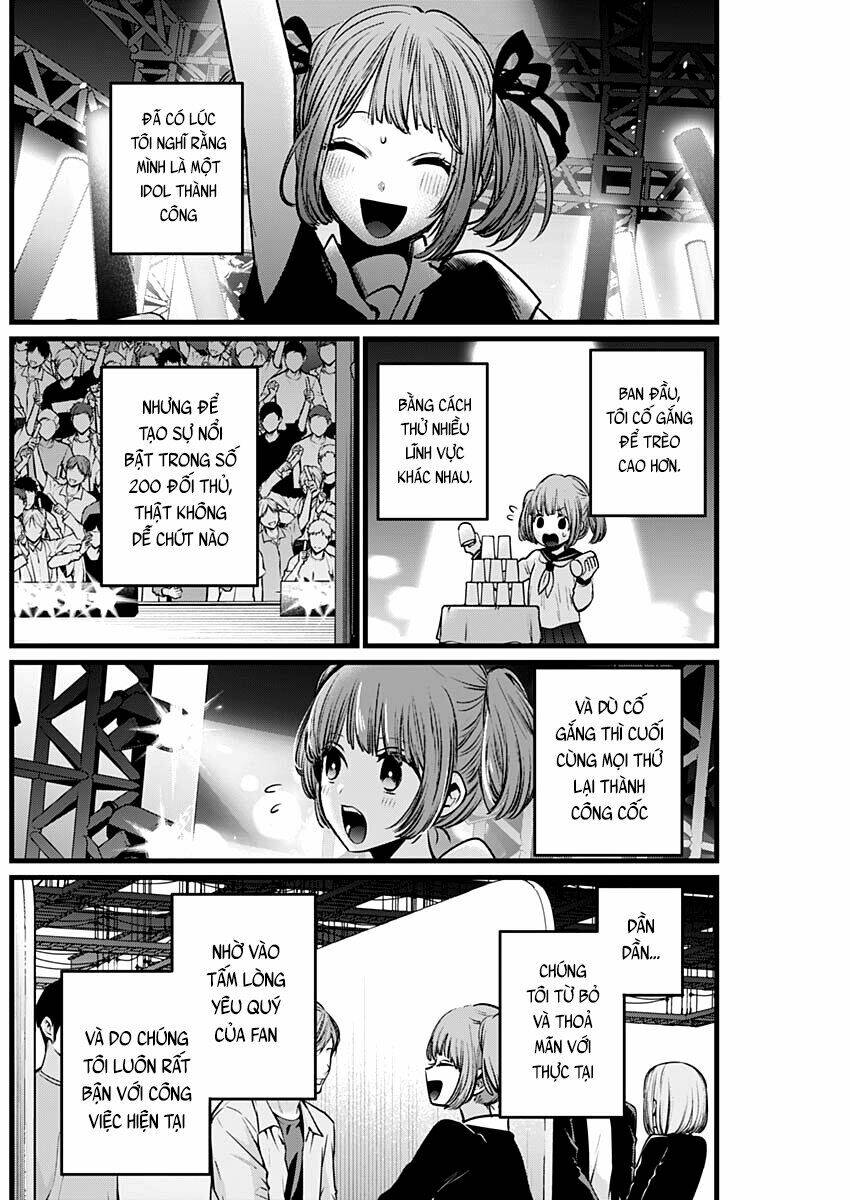 ĐÃ CÓ LÚC
TÔI NGHĨ RẰNG
MÌNH LÀ MỘT
IDOL THÀNH
CÔNG
BAN ĐẦU,
TÔI CỐ GẮNG
ĐỂ TRÈO
CAO HƠN.
BẰNG CÁCH
THỬ NHIỀU
LĨNH VỰC
KHÁC NHAU.
NHƯNG ĐỂ
TẠO SỰ NỔI
BẬT TRONG SỐ
200 ĐỐI THỦ,
THẬT KHÔNG
DỄ CHÚT NÀO
VÀ DÙ CỐ
GẮNG THÌ CUỐI
CÙNG MỌI THỨ
LẠI THÀNH
CÔNG CỐC
DẦN
DẦN...
CHÚNG
TÔI TỪ BỎ
VÀ THOẢ
MÃN VỚI
THỰC TẠI
NHỜ VÀO
TẤM LÒNG
YÊU QUÝ
CỦA FAN
VÀ DO CHÚNG
TÔI LUÔN RẤT
BẬN VỚI CÔNG
VIỆC HIỆN TẠI